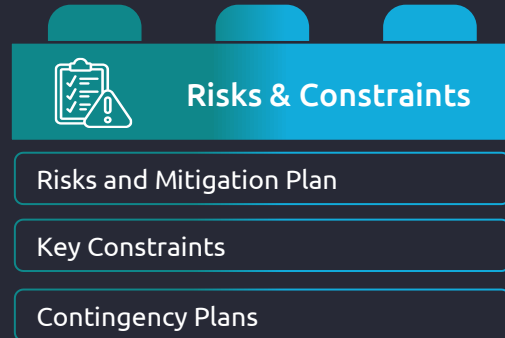 Risks & Constraints
Risks and Mitigation Plan
Key Constraints
Contingency Plans